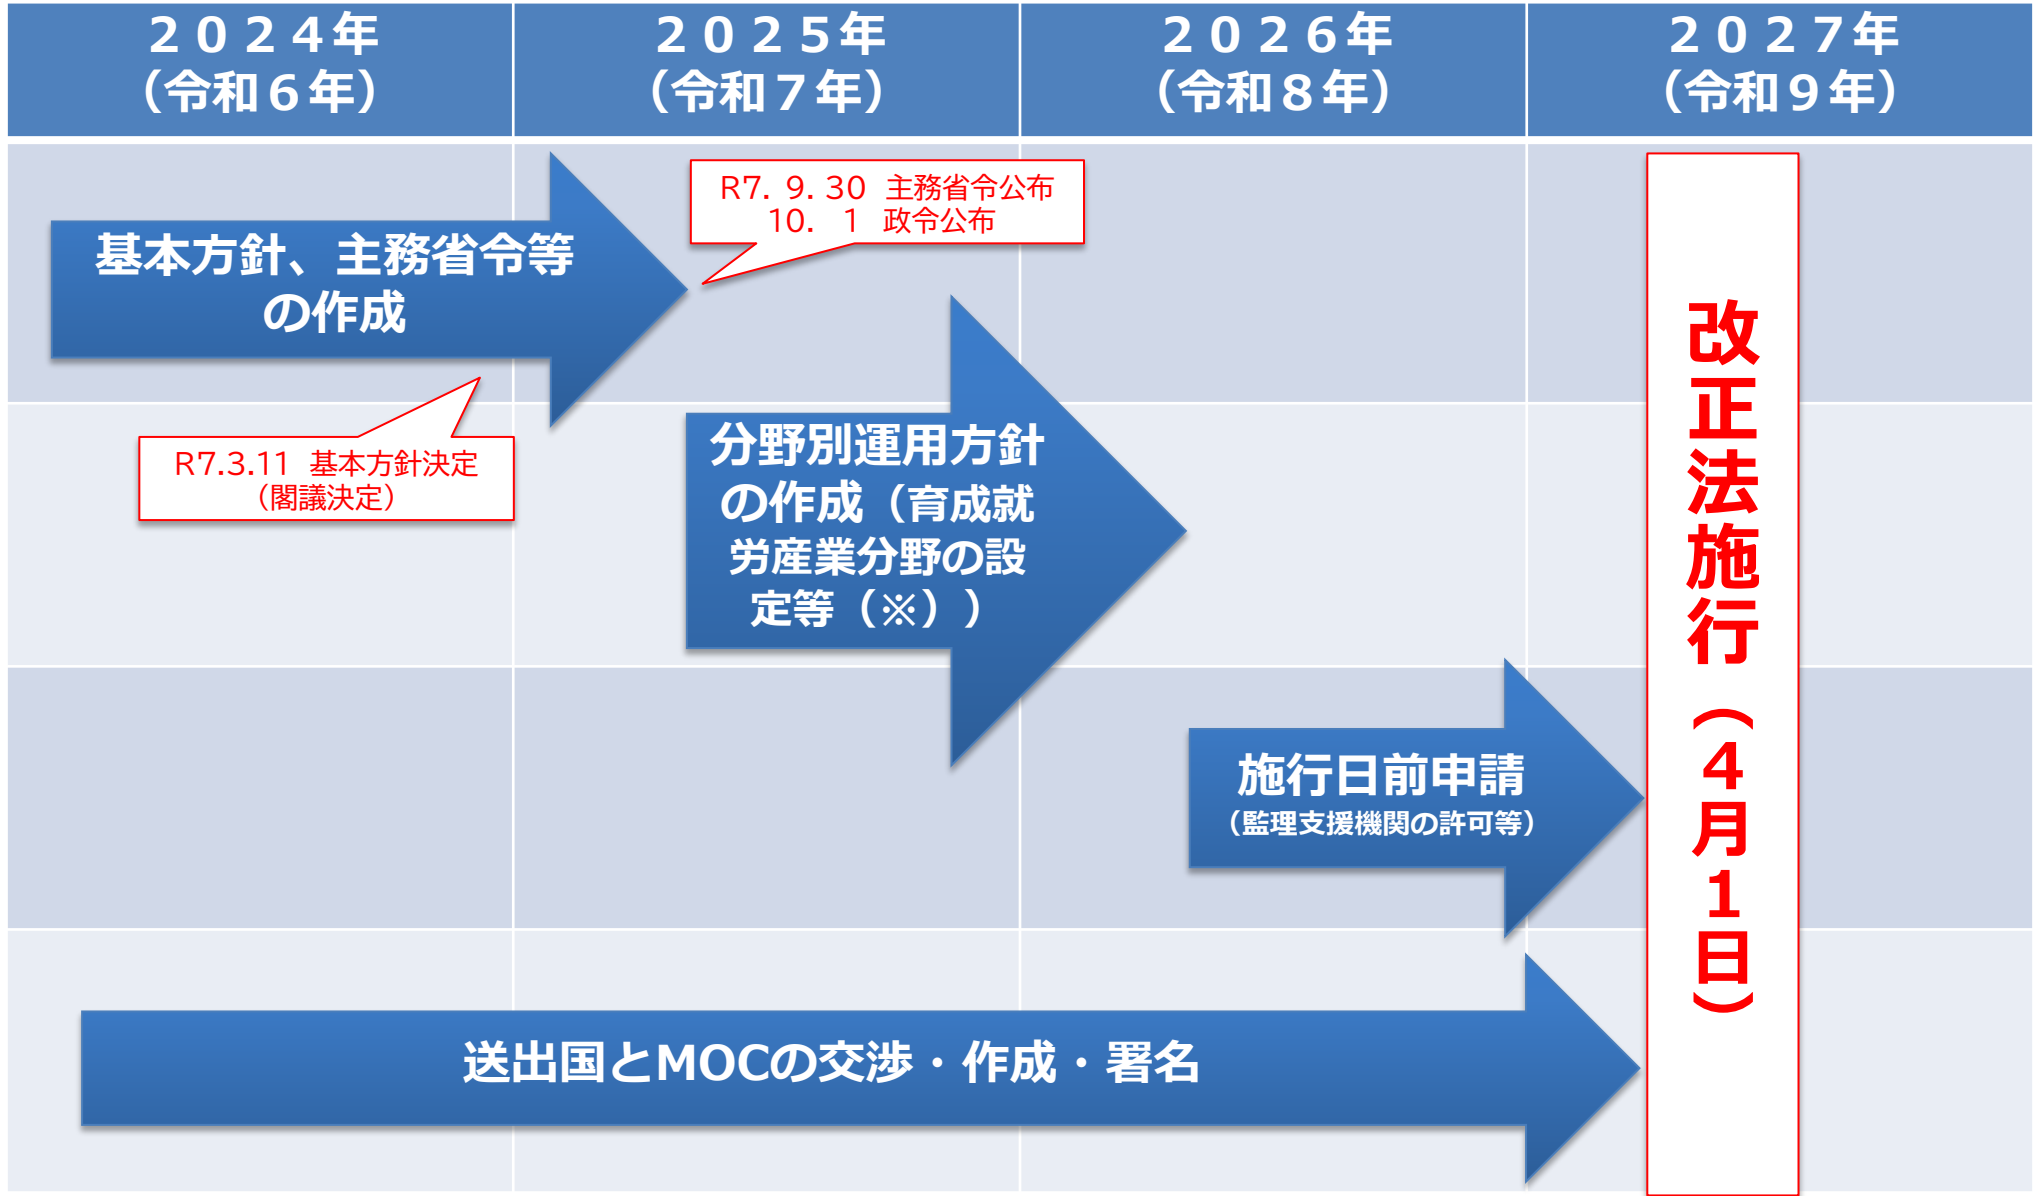 ２０２４年
（令和６年）
２０２５年
（令和７年）
２０２６年
（令和８年）
２０２７年
（令和９年）
R7. 9. 30　主務省令公布
10.　1　政令公布
基本方針、主務省令等
の作成
R7.3.11　基本方針決定
（閣議決定）
分野別運用方針
の作成（育成就
労産業分野の設
定等（※））
施行日前申請
（監理支援機関の許可等）
送出国とMOCの交渉・作成・署名
改正法施行（４月１日）